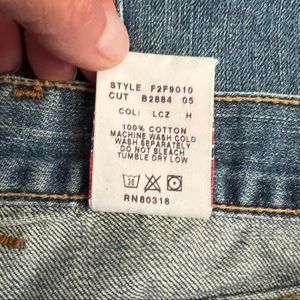 STYLE F2F9010
CUT B2884 05
COL: LCZ H
100% COTTON
MACHINE WASH COLD
WASH SEPARATELY
DO NOT BLEACH
TUMBLE DRY LOW
30
RN80318